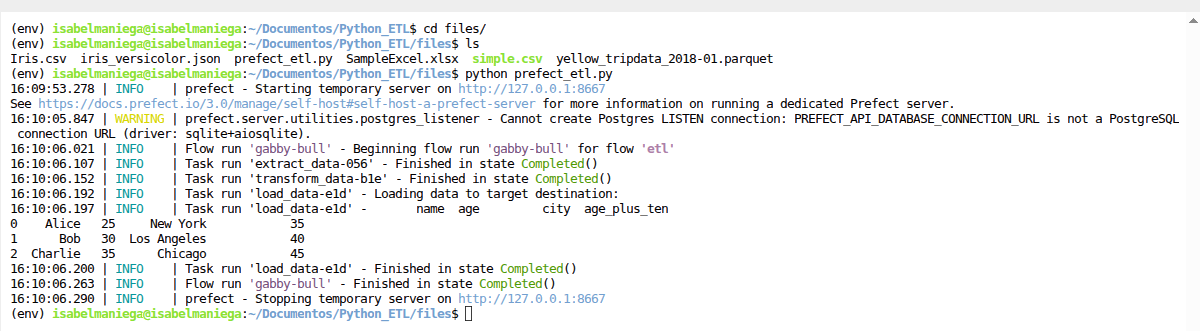 (env) isabelmaniega@isabelmaniega:~/Documentos/Python_ETL$ cd files/
(env) isabelmaniega@isabelmaniega:~/Documentos/Python_ETL/files$ ls
Iris.csv  iris_versicolor.json  prefect_etl.py  SampleExcel.xlsx  simple.csv  yellow_tripdata_2018-01.parquet
(env) isabelmaniega@isabelmaniega:~/Documentos/Python_ETL/files$ python prefect_etl.py
16:09:53.278 | INFO    | prefect - Starting temporary server on http://127.0.0.1:8667
See https://docs.prefect.io/3.0/manage/self-host#self-host-a-prefect-server for more information on running a dedicated Prefect server.
16:10:05.847 | WARNING | prefect.server.utilities.postgres_listener - Cannot create Postgres LISTEN connection: PREFECT_API_DATABASE_CONNECTION_URL is not a PostgreSQL
 connection URL (driver: sqlite+aiosqlite).
16:10:06.021 | INFO    | Flow run 'gabby-bull' - Beginning flow run 'gabby-bull' for flow 'etl'
16:10:06.107 | INFO    | Task run 'extract_data-056' - Finished in state Completed()
16:10:06.152 | INFO    | Task run 'transform_data-b1e' - Finished in state Completed()
16:10:06.192 | INFO    | Task run 'load_data-e1d' - Loading data to target destination:
16:10:06.197 | INFO    | Task run 'load_data-e1d' -       name  age         city  age_plus_ten
0    Alice   25     New York            35
1      Bob   30  Los Angeles            40
2  Charlie   35      Chicago            45
16:10:06.200 | INFO    | Task run 'load_data-e1d' - Finished in state Completed()
16:10:06.263 | INFO    | Flow run 'gabby-bull' - Finished in state Completed()
16:10:06.290 | INFO    | prefect - Stopping temporary server on http://127.0.0.1:8667
(env) isabelmaniega@isabelmaniega:~/Documentos/Python_ETL/files$